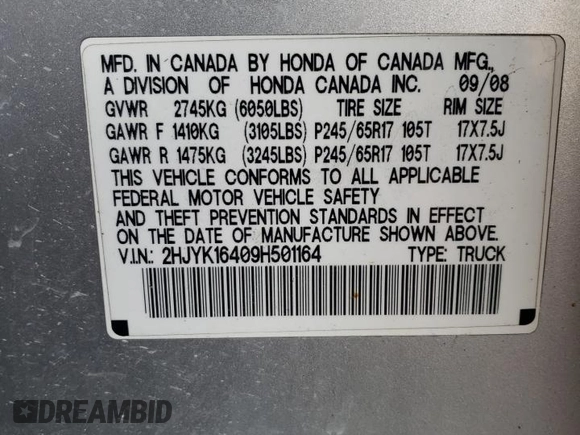 MFD. IN CANADA BY HONDA OF CANADA MFG.,
A DIVISION OF HONDA CANADA INC. 09/08
GVWR 2745KG (6050LBS) TIRE SIZE RIM SIZE
GAWR F 1410KG (3105LBS) P245/65R17 105T 17X7.5J
GAWR R 1475KG (3245LBS) P245/65R17 105T 17X7.5J
THIS VEHICLE CONFORMS TO ALL APPLICABLE
FEDERAL MOTOR VEHICLE SAFETY
AND THEFT PREVENTION STANDARDS IN EFFECT
ON THE DATE OF MANUFACTURE SHOWN ABOVE.
V.I.N.: 2HJYK16409H501164 TYPE: TRUCK
DREAMBID